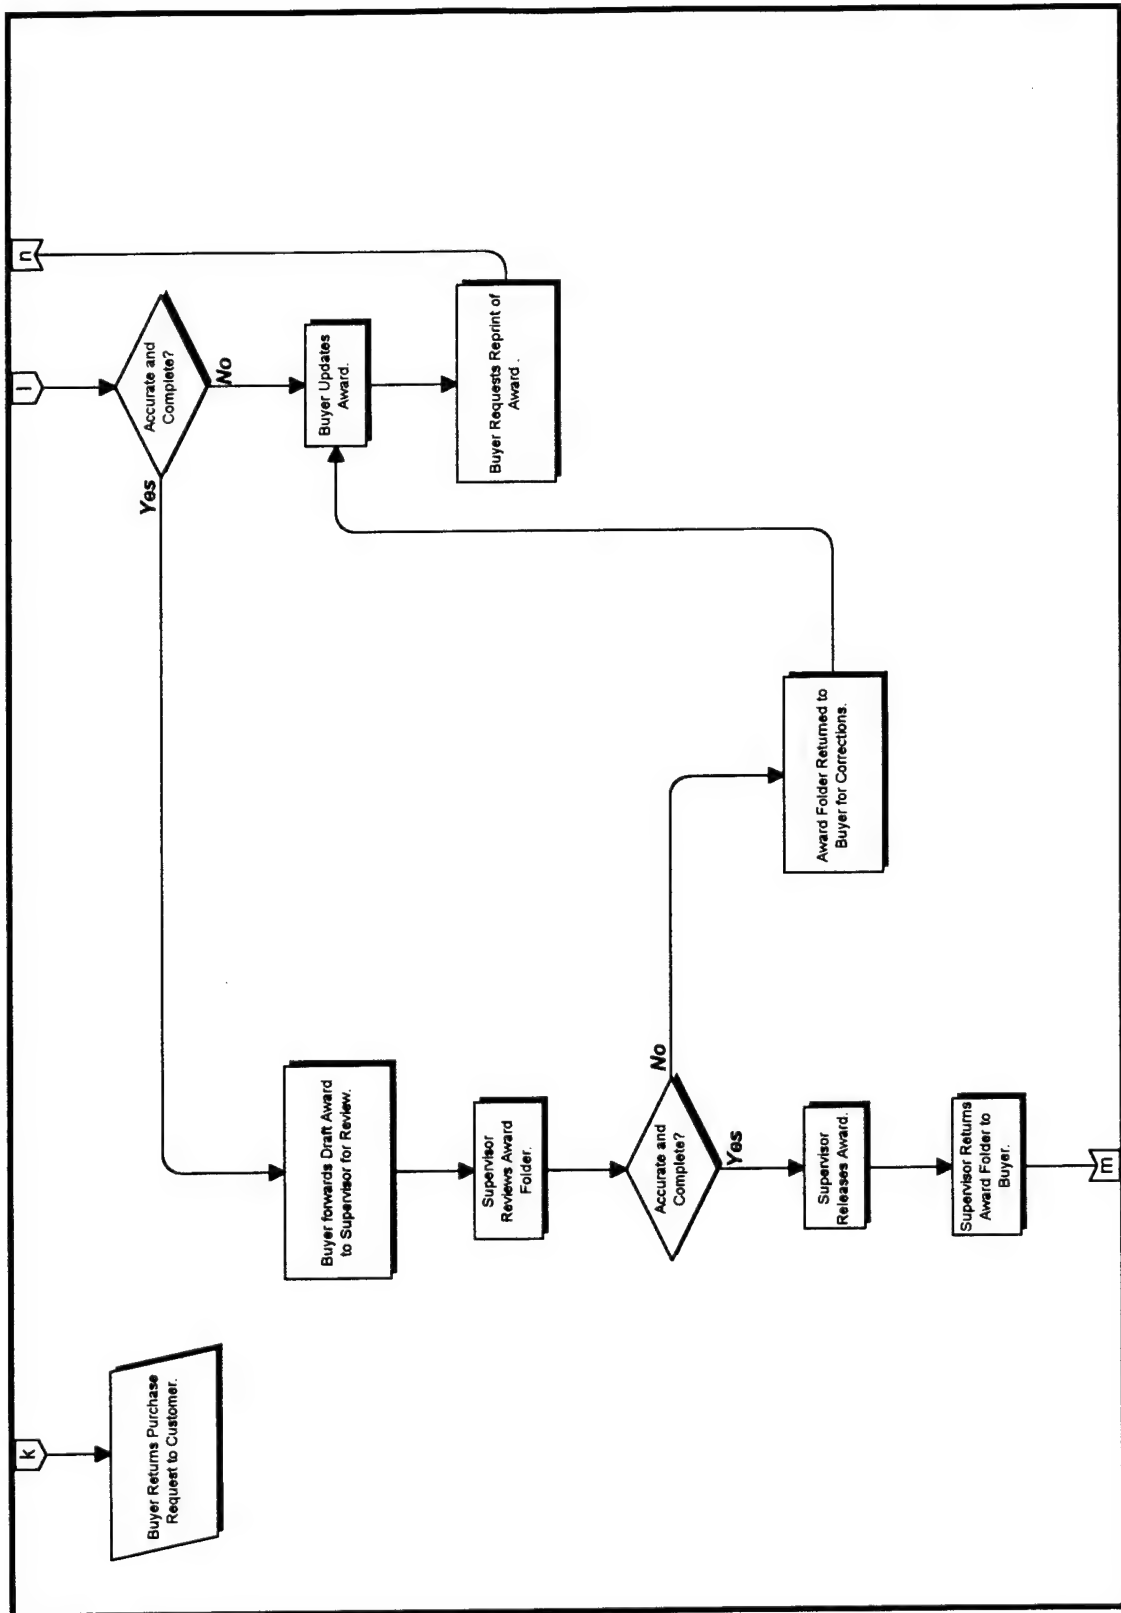 k
Buyer Returns Purchase
Request to Customer.
l
n
Accurate and
Complete?
Yes
No
Buyer Updates
Award.
Buyer Requests Reprint of
Award .
Buyer forwards Draft Award
to Supervisor for Review.
Supervisor
Reviews Award
Folder.
Accurate and
Complete?
No
Yes
Award Folder Returned to
Buyer for Corrections.
Supervisor
Releases Award.
Supervisor Returns
Award Folder to
Buyer.
m